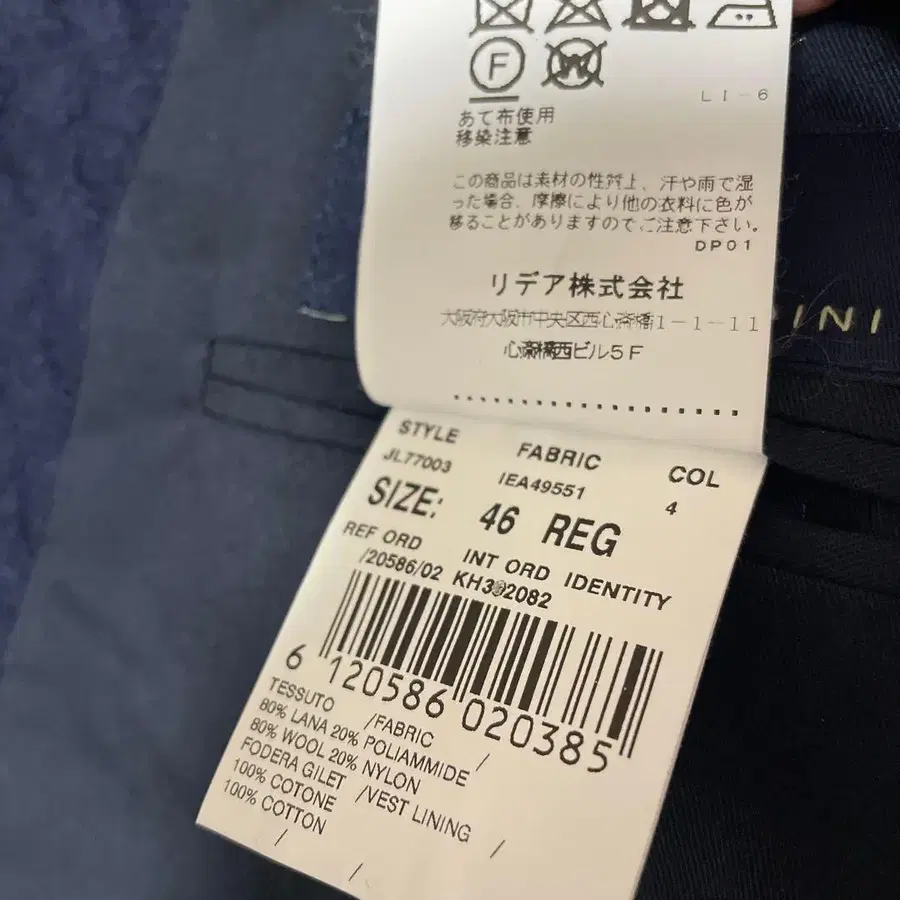 F
W
LI-6
あて布使用
移染注意
この商品は素材の性質上、汗や雨で湿
った場合、摩擦により他の衣料に色が
移ることがありますのでご注意下さい。
DP01
リデア株式会社
大阪府大阪市中央区西心斎橋1-1-11
心斎橋西ビル5F
INI
STYLE FABRIC COL
JL77003 IEA49551 4
SIZE: 46 REG
REF ORD INT ORD IDENTITY
/20586/02 KH392082
6 120586 020385
TESSUTO /FABRIC
80% LANA 20% POLIAMMIDE /
80% WOOL 20% NYLON
FODERA GILET /VEST LINING
100% COTONE /
100% COTTON
/ /